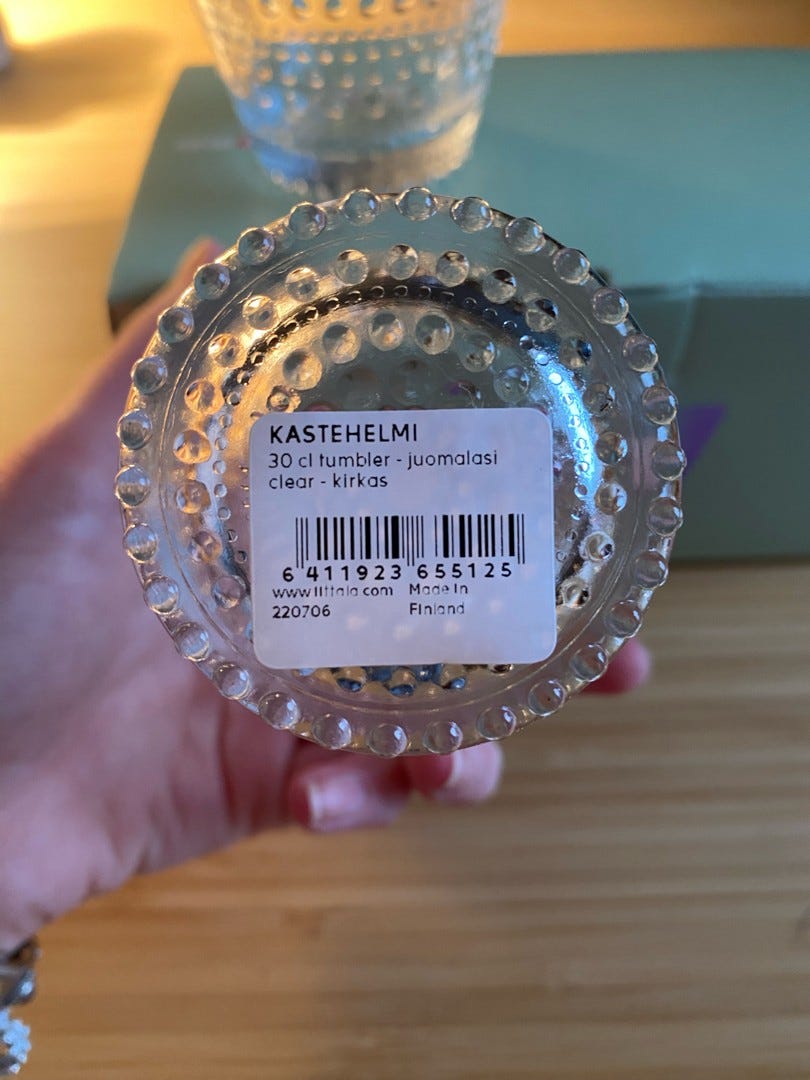 KASTEHELMI
30 cl tumbler - juomalasi
clear - kirkas
6 411923 655125
www.iittala.com Made in
220706 Finland